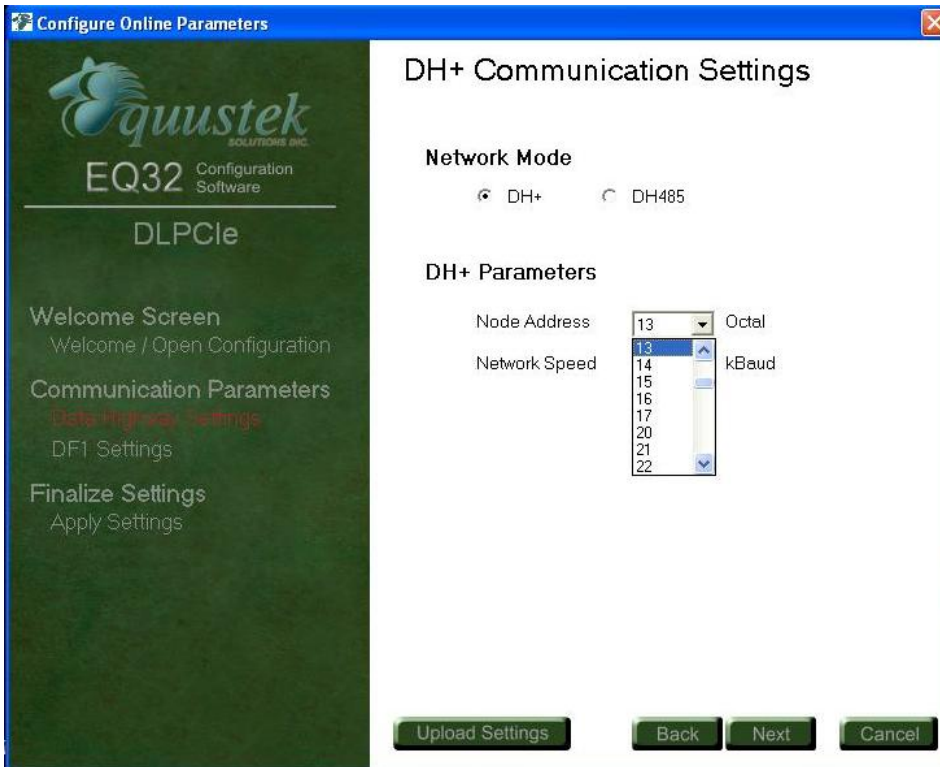 Configure Online Parameters
Equustek
SOLUTIONS INC.
EQ32 Configuration Software
DLPCIe
Welcome Screen
Welcome / Open Configuration
Communication Parameters
Data Highway Settings
DF1 Settings
Finalize Settings
Apply Settings
DH+ Communication Settings
Network Mode
DH+ DH485
DH+ Parameters
Node Address 13 Octal
Network Speed kBaud
13
14
15
16
17
20
21
22
Upload Settings Back Next Cancel